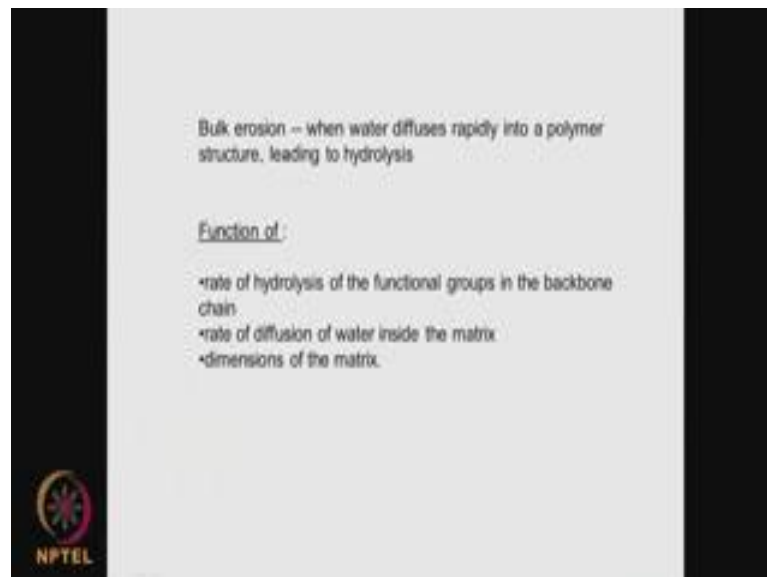 Bulk erosion – when water diffuses rapidly into a polymer
structure, leading to hydrolysis
Function of :
•rate of hydrolysis of the functional groups in the backbone
chain
•rate of diffusion of water inside the matrix
•dimensions of the matrix.
NPTEL